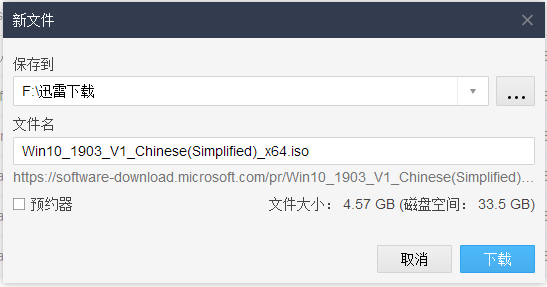 新文件
保存到
F:\迅雷下载
...
文件名
Win10_1903_V1_Chinese(Simplified)_x64.iso
https://software-download.microsoft.com/pr/Win10_1903_V1_Chinese(Simplified)...
预约器 文件大小： 4.57 GB (磁盘空间： 33.5 GB)
取消 下载